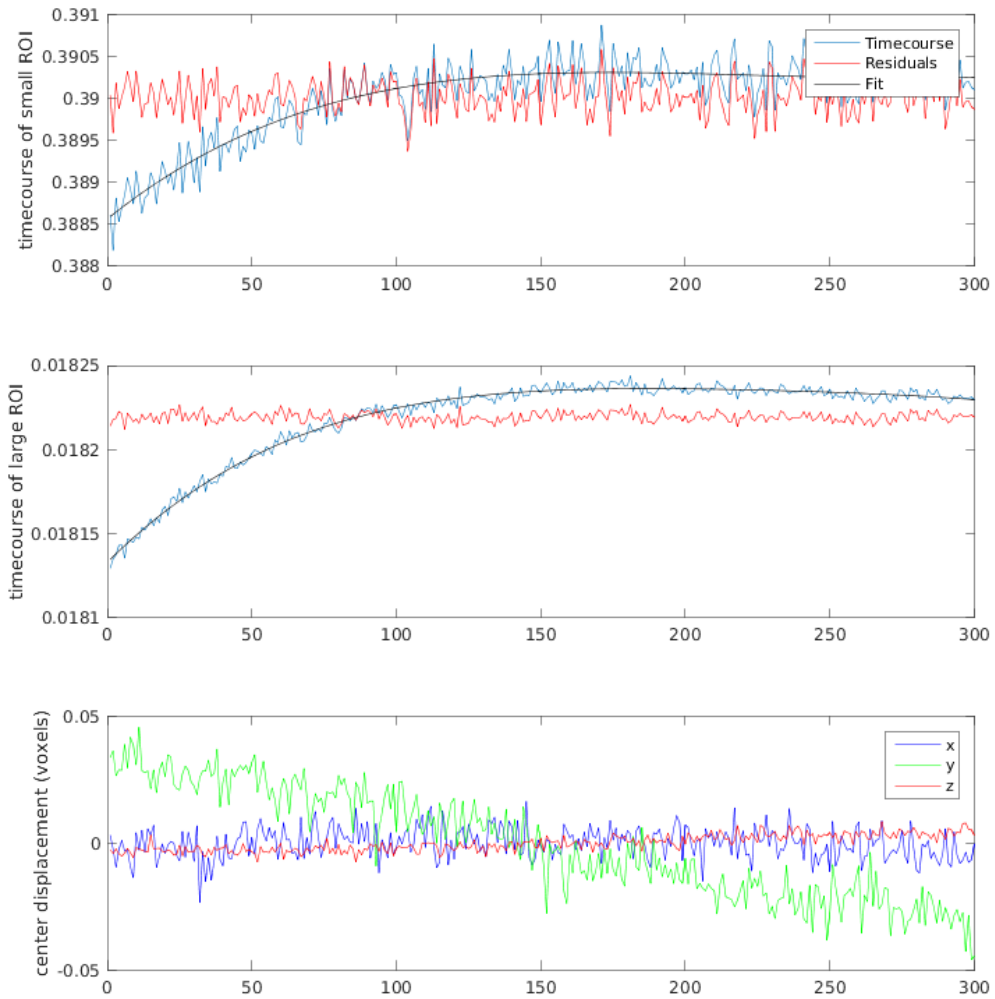 0.391
0.3905
0.39
0.3895
0.389
0.3885
0.388
timecourse of small ROI
Timecourse
Residuals
Fit
0 50 100 150 200 250 300
0.01825
0.0182
0.01815
0.0181
timecourse of large ROI
0 50 100 150 200 250 300
0.05
0
-0.05
center displacement (voxels)
x
y
z
0 50 100 150 200 250 300